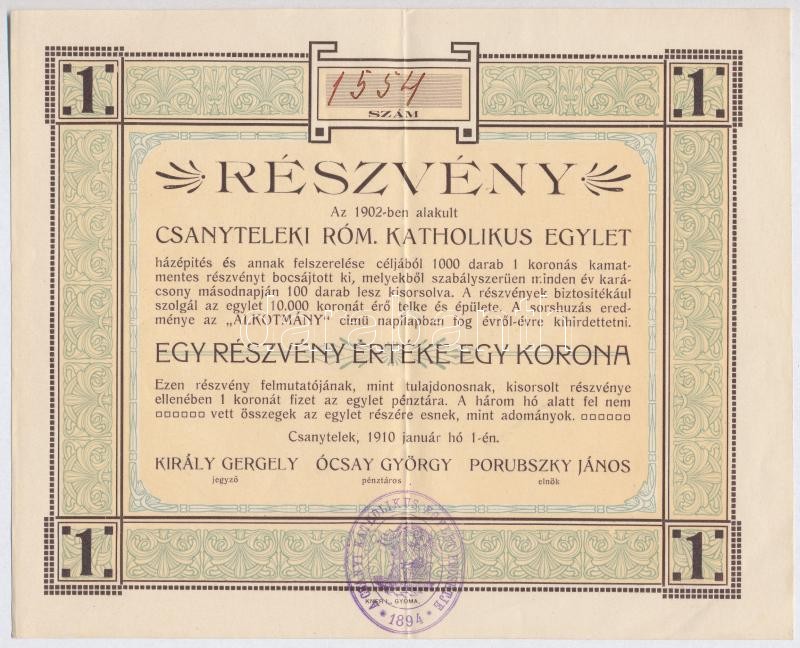 1 1554 1
SZÁM
RÉSZVÉNY
Az 1902-ben alakult
CSANYTELEKI RÓM. KATHOLIKUS EGYLET
házépités és annak felszerelése céljából 1000 darab 1 koronás kamat-
mentes részvényt bocsájtott ki, melyekből szabályszerüen minden év kará-
csony másodnapján 100 darab lesz kisorsolva. A részvények biztositékául
szolgál az egylet 10.000 koronát érő telke és épülete. A sorshuzás ered-
ménye az „ALKOTMÁNY" cimü napilapban fog évről-évre kihirdettetni.
EGY RÉSZVÉNY ÉRTÉKE EGY KORONA
Ezen részvény felmutatójának, mint tulajdonosnak, kisorsolt részvénye
ellenében 1 koronát fizet az egylet pénztára. A három hó alatt fel nem
vett összegek az egylet részére esnek, mint adományok.
Csanytelek, 1910 január hó 1-én.
KIRÁLY GERGELY ÓCSAY GYÖRGY PORUBSZKY JÁNOS
jegyző pénztáros elnök
1 1
KNER I., GYOMA.
1894
darabanth